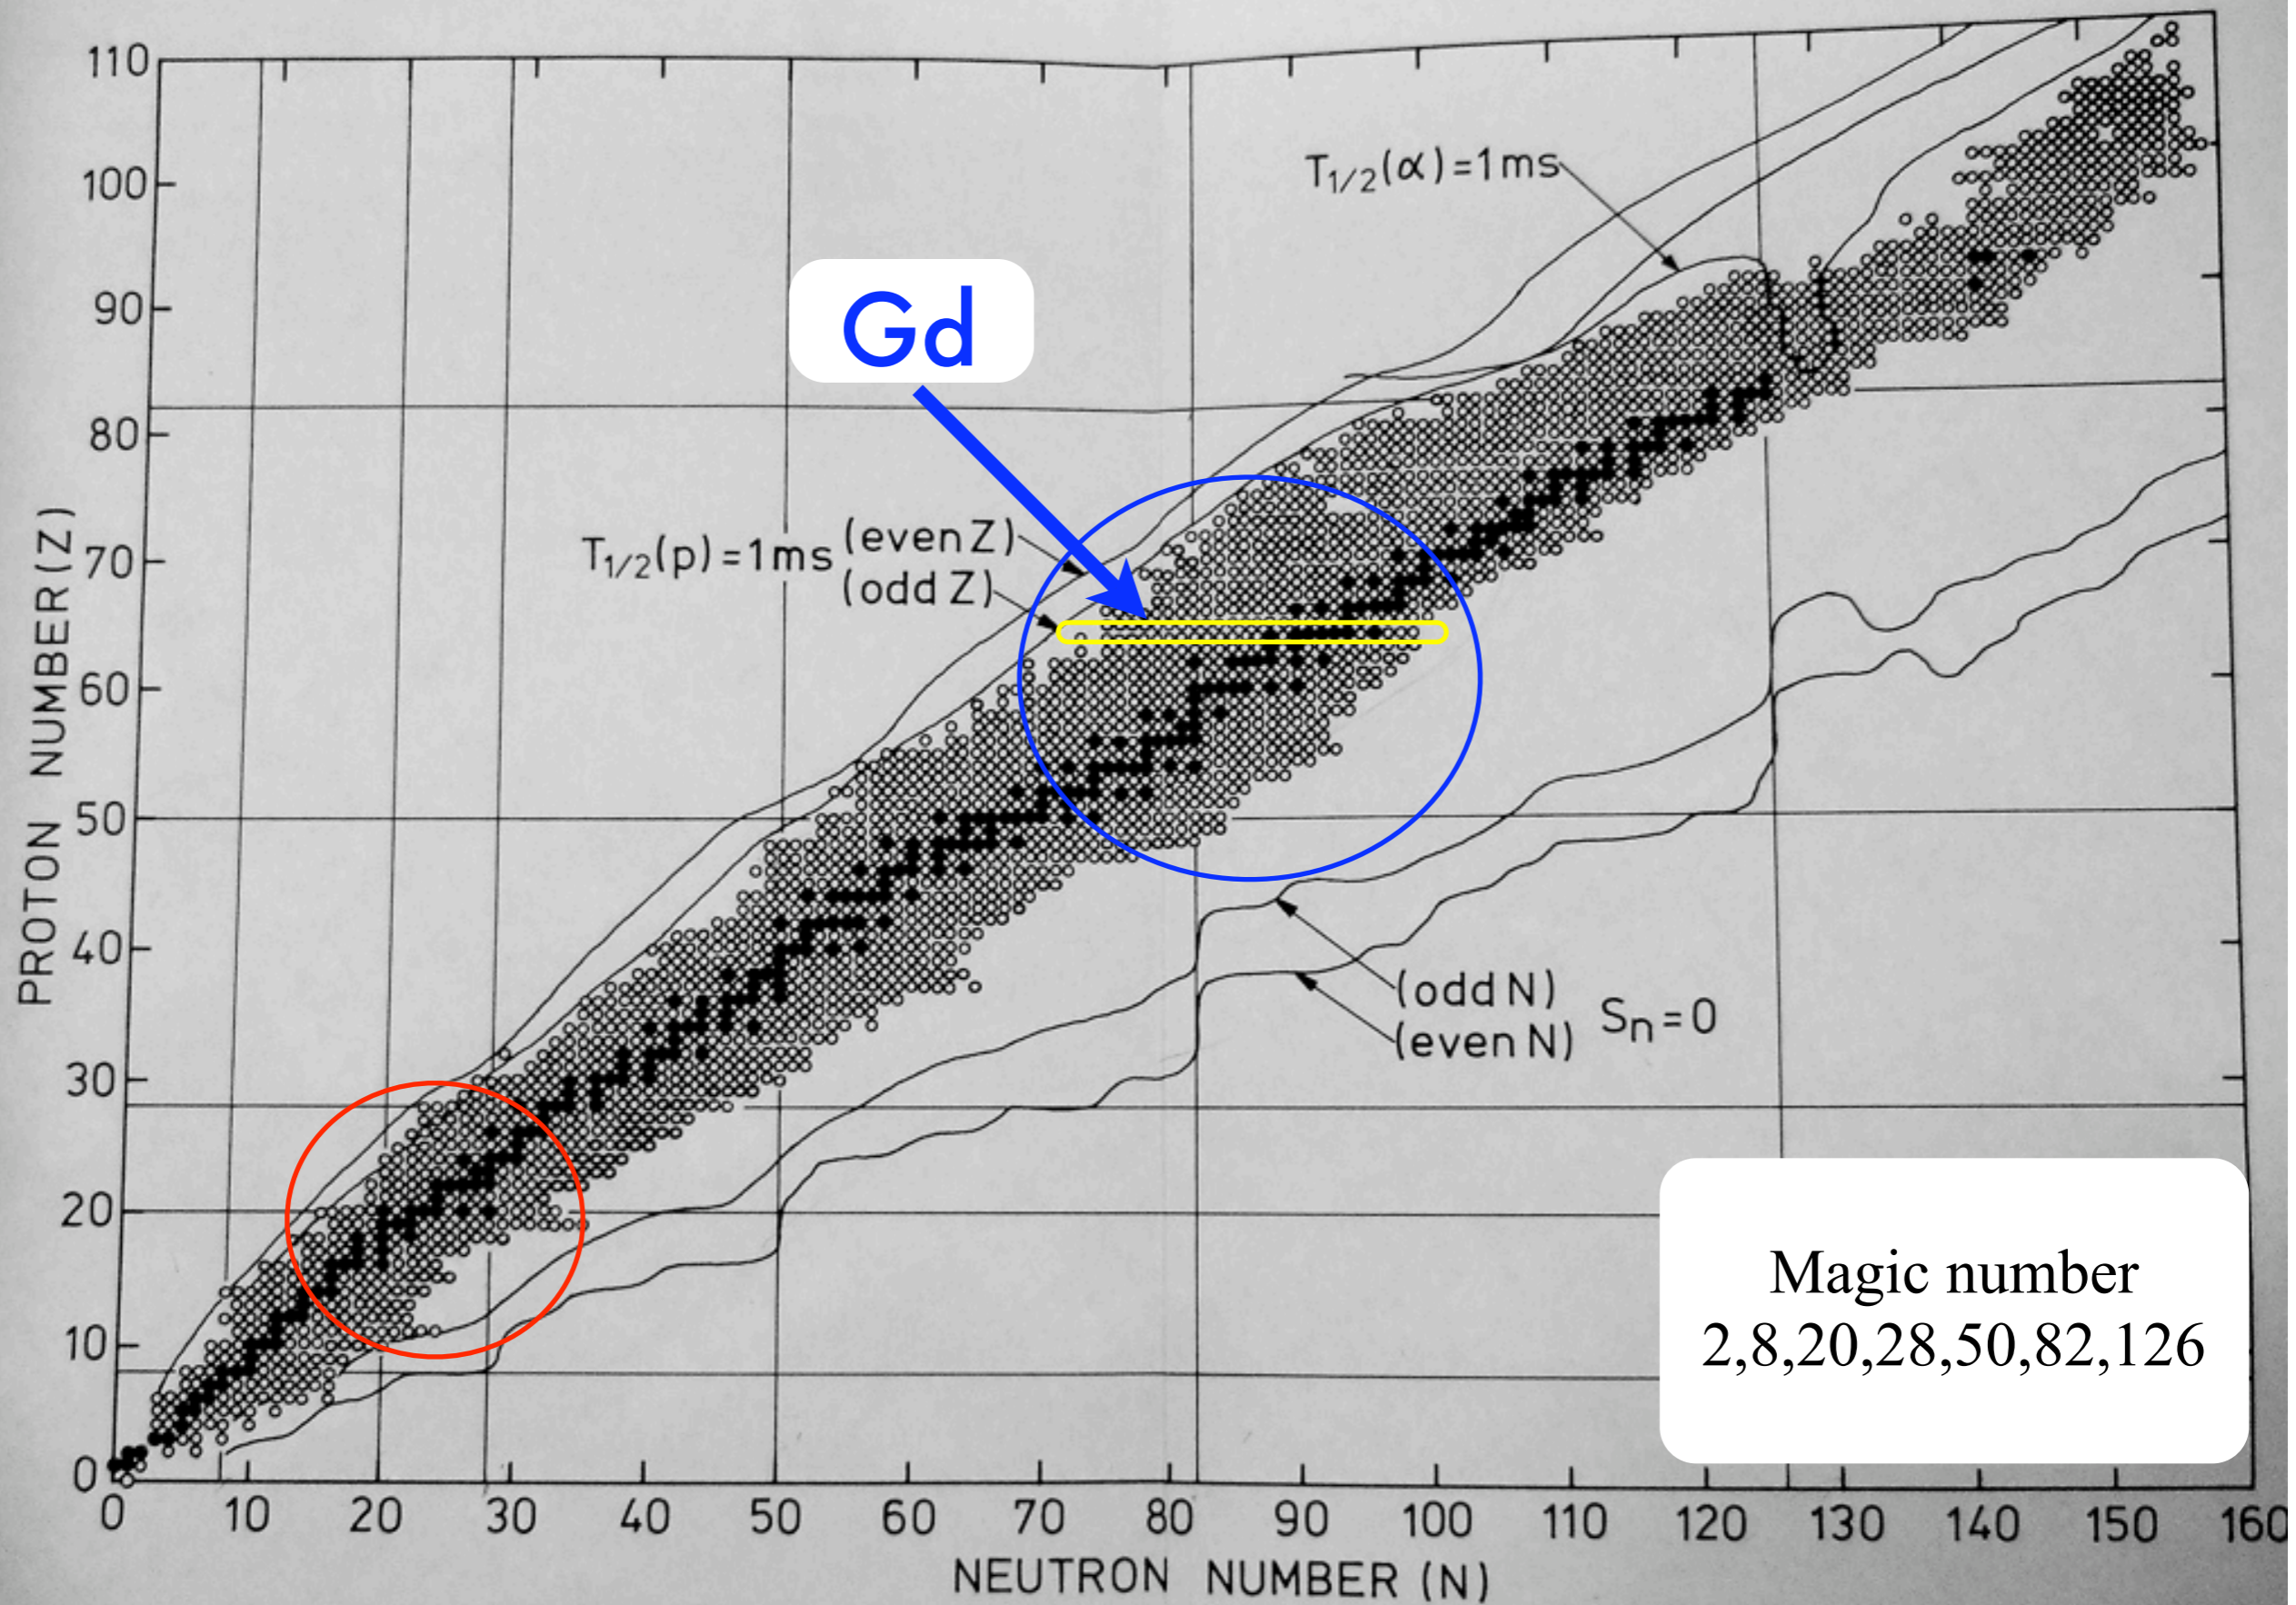 110
100
90
80
70
60
50
40
30
20
10
0
PROTON NUMBER (Z)
T1/2(α)=1ms
Gd
T1/2(p)=1ms (even Z)
(odd Z)
(odd N)
(even N) Sn=0
Magic number
2,8,20,28,50,82,126
0 10 20 30 40 50 60 70 80 90 100 110 120 130 140 150 160
NEUTRON NUMBER (N)